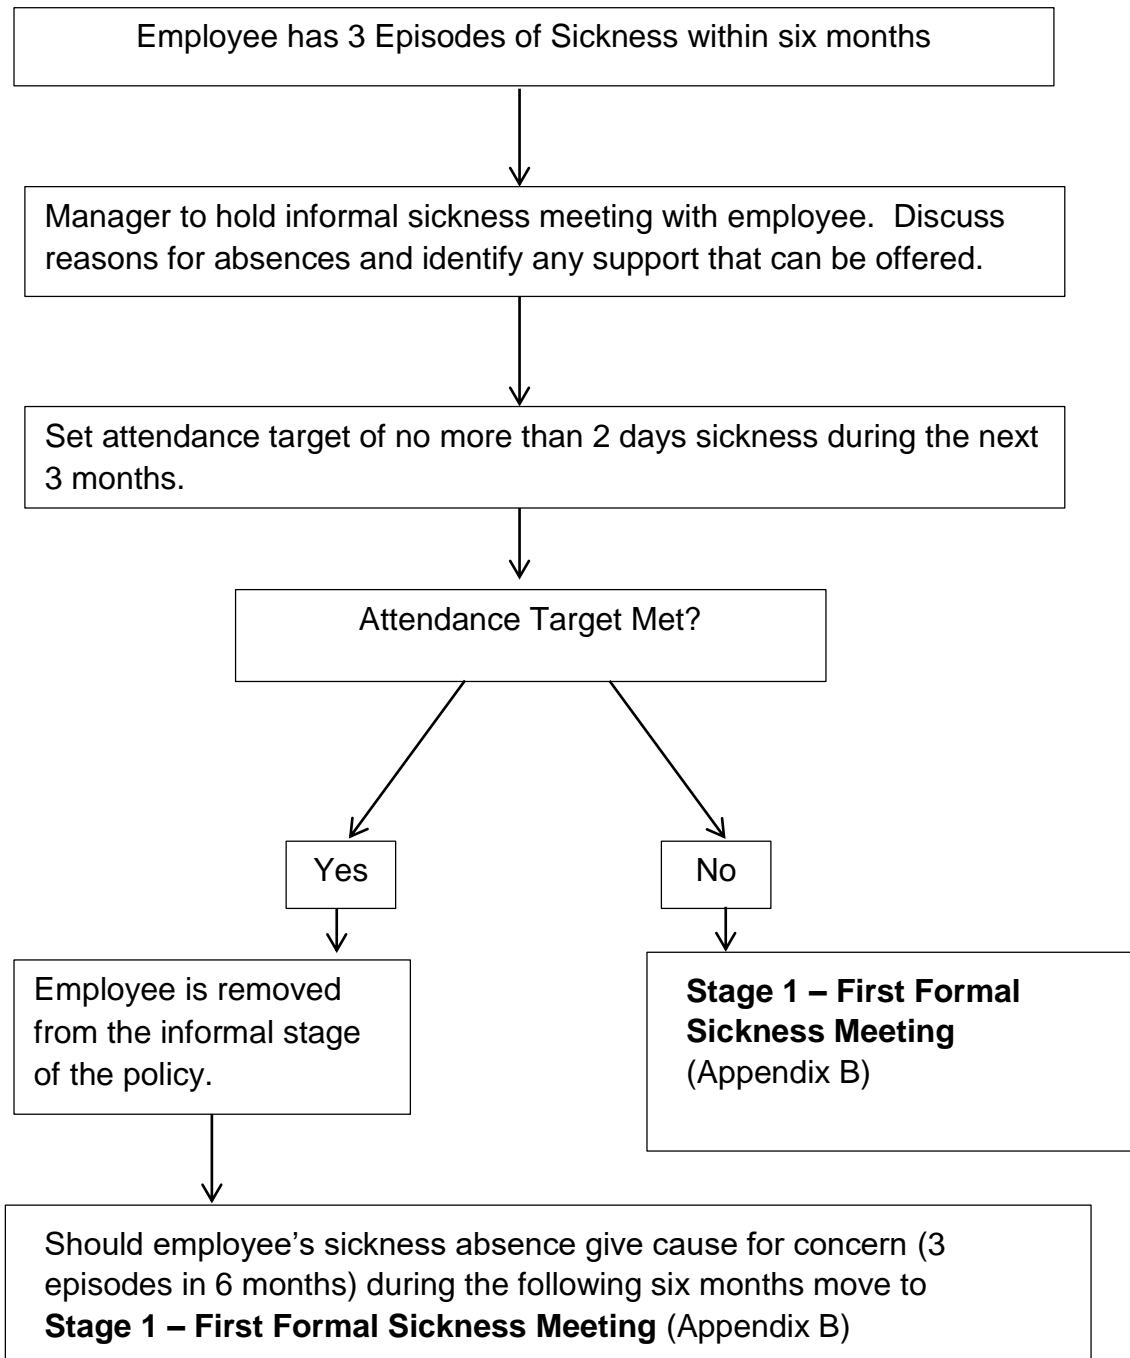 Employee has 3 Episodes of Sickness within six months
Manager to hold informal sickness meeting with employee.  Discuss
reasons for absences and identify any support that can be offered.
Set attendance target of no more than 2 days sickness during the next
3 months.
Attendance Target Met?
Yes
No
Employee is removed
from the informal stage
of the policy.
Stage 1 – First Formal
Sickness Meeting
(Appendix B)
Should employee’s sickness absence give cause for concern (3
episodes in 6 months) during the following six months move to
Stage 1 – First Formal Sickness Meeting (Appendix B)